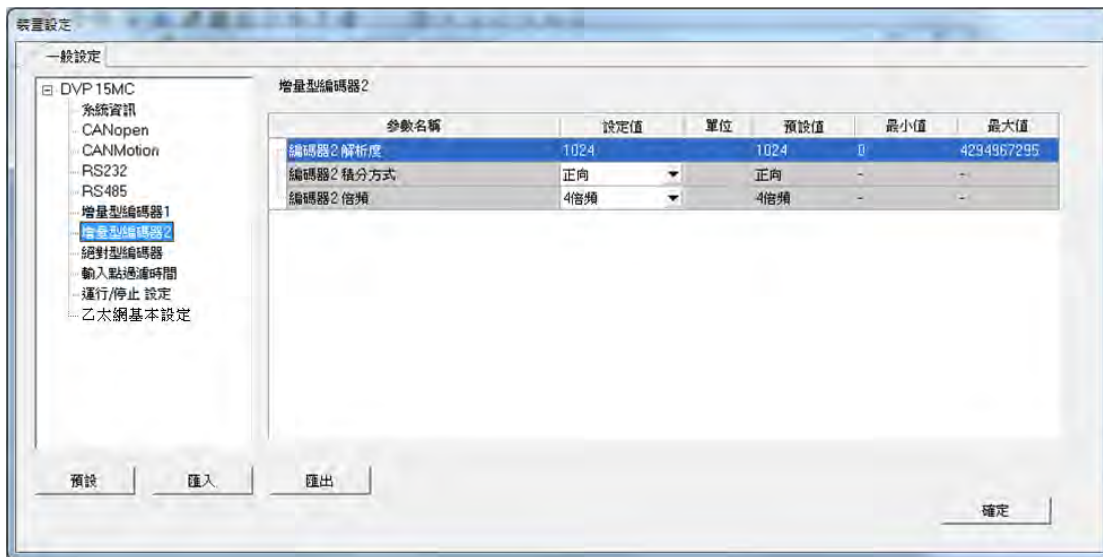 裝置設定
一般設定
DVP 15MC
系統資訊
CANopen
CANMotion
RS232
RS485
增量型編碼器1
增量型編碼器2
絕對型編碼器
輸入點過濾時間
運行/停止 設定
乙太網基本設定
增量型編碼器2
參數名稱 設定值 單位 預設值 最小值 最大值
編碼器2 解析度 1024 1024 0 4294967295
編碼器2 積分方式 正向 正向 - -
編碼器2 倍頻 4倍頻 4倍頻 - -
預設 匯入 匯出
確定